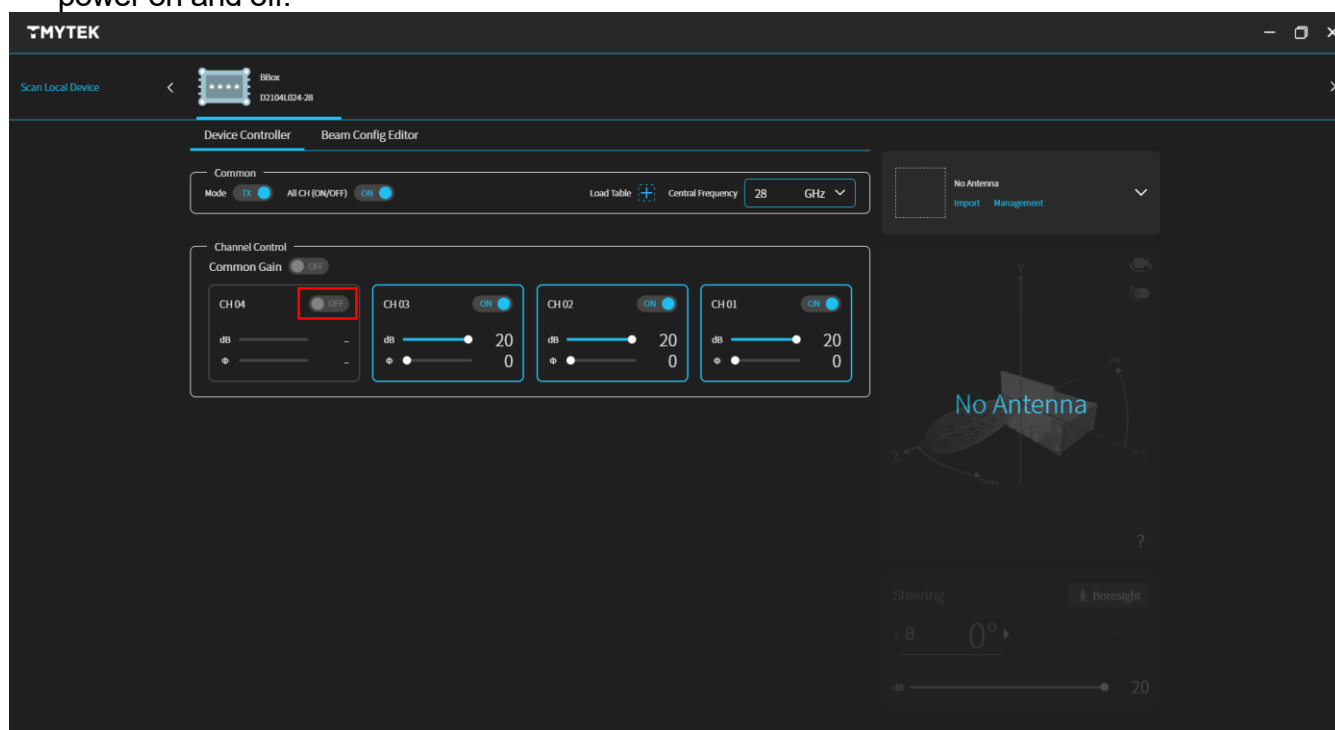 power on and off.
TMYTEK
Scan Local Device
BBox
D2104L024-28
Device Controller Beam Config Editor
Common
Mode TX All CH (ON/OFF) ON Load Table Central Frequency 28 GHz
No Antenna
Import Management
Channel Control
Common Gain OFF
CH 04 OFF CH 03 ON CH 02 ON CH 01 ON
dB – dB 20 dB 20 dB 20
Φ – Φ 0 Φ 0 Φ 0
Y
No Antenna
Z
X
?
Steering Boresight
θ 0°
dB 20